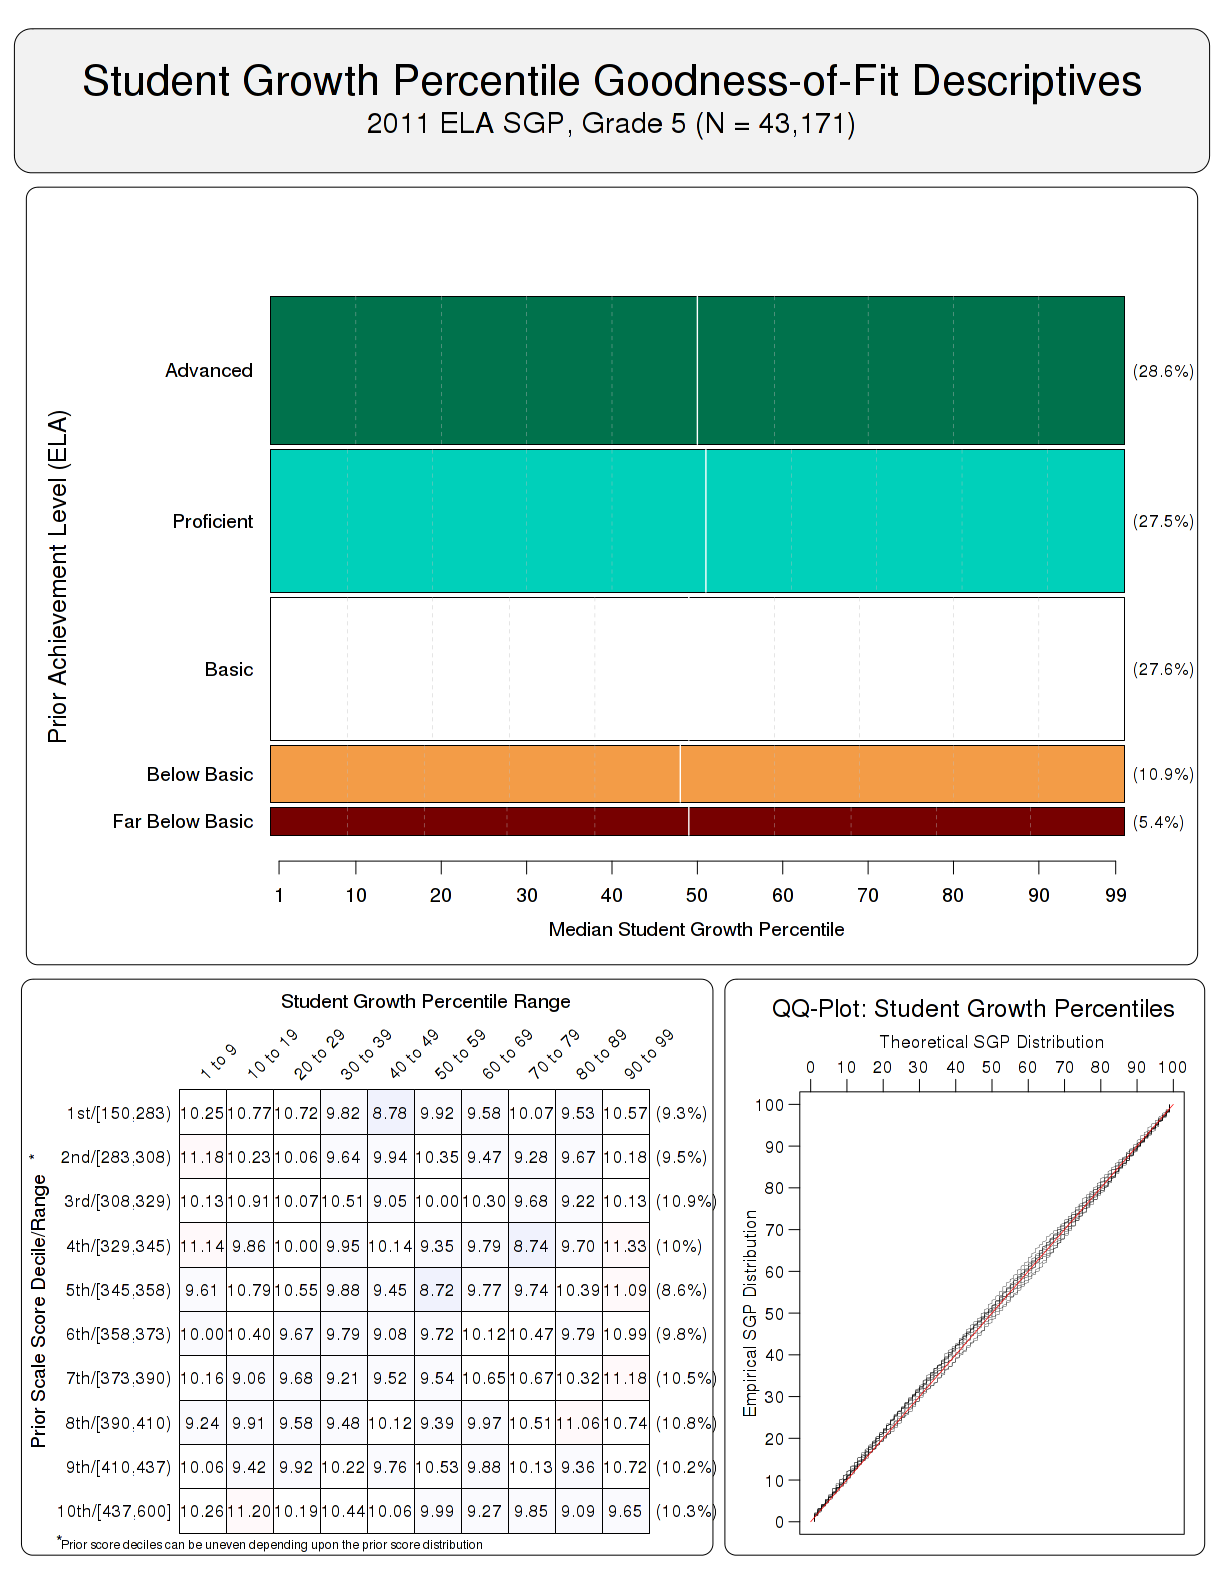 Student Growth Percentile Goodness-of-Fit Descriptives
2011 ELA SGP, Grade 5 (N = 43,171)
Prior Achievement Level (ELA)
Advanced (28.6%)
Proficient (27.5%)
Basic (27.6%)
Below Basic (10.9%)
Far Below Basic (5.4%)
1 10 20 30 40 50 60 70 80 90 99
Median Student Growth Percentile
Student Growth Percentile Range
1 to 9 10 to 19 20 to 29 30 to 39 40 to 49 50 to 59 60 to 69 70 to 79 80 to 89 90 to 99
Prior Scale Score Decile/Range *
1st/[150,283) 10.25 10.77 10.72 9.82 8.78 9.92 9.58 10.07 9.53 10.57 (9.3%)
2nd/[283,308) 11.18 10.23 10.06 9.64 9.94 10.35 9.47 9.28 9.67 10.18 (9.5%)
3rd/[308,329) 10.13 10.91 10.07 10.51 9.05 10.00 10.30 9.68 9.22 10.13 (10.9%)
4th/[329,345) 11.14 9.86 10.00 9.95 10.14 9.35 9.79 8.74 9.70 11.33 (10%)
5th/[345,358) 9.61 10.79 10.55 9.88 9.45 8.72 9.77 9.74 10.39 11.09 (8.6%)
6th/[358,373) 10.00 10.40 9.67 9.79 9.08 9.72 10.12 10.47 9.79 10.99 (9.8%)
7th/[373,390) 10.16 9.06 9.68 9.21 9.52 9.54 10.65 10.67 10.32 11.18 (10.5%)
8th/[390,410) 9.24 9.91 9.58 9.48 10.12 9.39 9.97 10.51 11.06 10.74 (10.8%)
9th/[410,437) 10.06 9.42 9.92 10.22 9.76 10.53 9.88 10.13 9.36 10.72 (10.2%)
10th/[437,600] 10.26 11.20 10.19 10.44 10.06 9.99 9.27 9.85 9.09 9.65 (10.3%)
*Prior score deciles can be uneven depending upon the prior score distribution
QQ-Plot: Student Growth Percentiles
Theoretical SGP Distribution
0 10 20 30 40 50 60 70 80 90 100
Empirical SGP Distribution
100
90
80
70
60
50
40
30
20
10
0